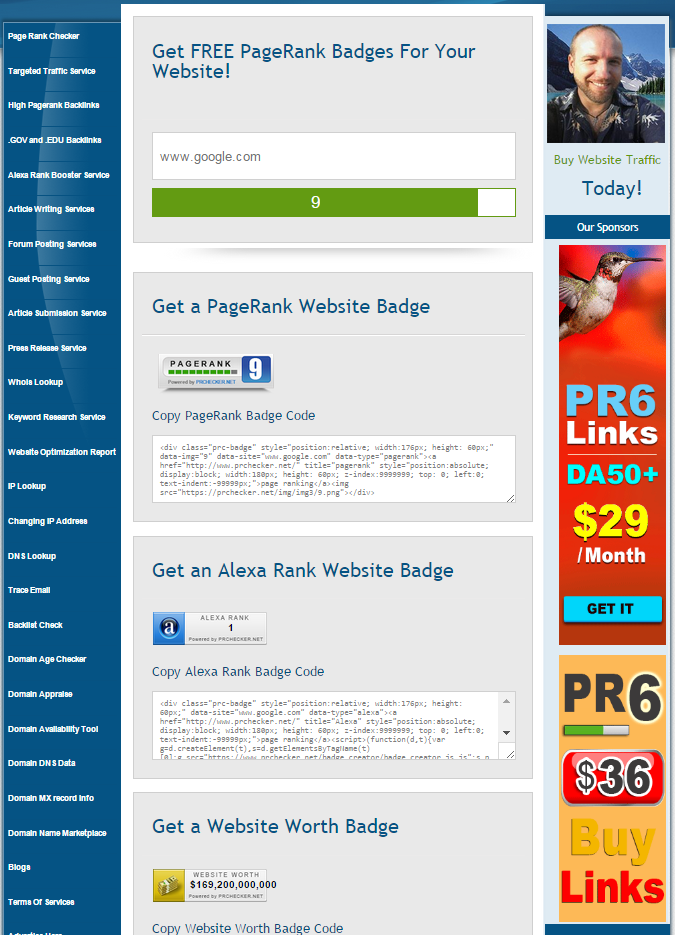 Page Rank Checker
Targeted Traffic Service
High Pagerank Backlinks
.GOV and .EDU Backlinks
Alexa Rank Booster Service
Article Writing Services
Forum Posting Services
Guest Posting Service
Article Submission Service
Press Release Service
Whois Lookup
Keyword Research Service
Website Optimization Report
IP Lookup
Changing IP Address
DNS Lookup
Trace Email
Backlist Check
Domain Age Checker
Domain Appraise
Domain Availability Tool
Domain DNS Data
Domain MX record Info
Domain Name Marketplace
Blogs
Terms Of Services
Advertise Here
Get FREE PageRank Badges For Your
Website!
www.google.com
9
Get a PageRank Website Badge
PAGERANK
9
Powered by PRCHECKER.NET
Copy PageRank Badge Code
<div class="prc-badge" style="position:relative; width:176px; height: 60px;"
data-img="9" data-site="www.google.com" data-type="pagerank"><a
href="http://www.prchecker.net/" title="pagerank" style="position:absolute;
display:block; width:180px; height: 60px; z-index:9999999; top: 0; left:0;
text-indent:-99999px;">page ranking</a><img
src="https://prchecker.net/img/img3/9.png"></div>
Get an Alexa Rank Website Badge
a
ALEXA RANK
1
Powered by PRCHECKER.NET
Copy Alexa Rank Badge Code
<div class="prc-badge" style="position:relative; width:176px; height:
60px;" data-site="www.google.com" data-type="alexa"><a
href="http://www.prchecker.net/" title="Alexa" style="position:absolute;
display:block; width:180px; height: 60px; z-index:9999999; top: 0; left:0;
text-indent:-99999px;">page ranking</a><script>(function(d,t){var
g=d.createElement(t),s=d.getElementsByTagName(t)
Get a Website Worth Badge
WEBSITE WORTH
$169,200,000,000
Powered by PRCHECKER.NET
Copy Website Worth Badge Code
Buy Website Traffic
Today!
Our Sponsors
PR6
Links
DA50+
$29
/Month
GET IT
PR6
$36
Buy
Links